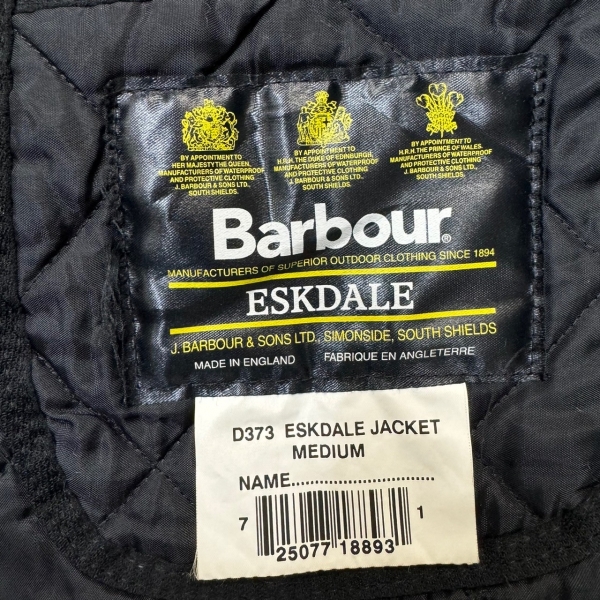 BY APPOINTMENT TO
HER MAJESTY THE QUEEN,
MANUFACTURERS OF WATERPROOF
AND PROTECTIVE CLOTHING
J. BARBOUR & SONS LTD.
SOUTH SHIELDS.
BY APPOINTMENT TO
H.R.H. THE DUKE OF EDINBURGH,
MANUFACTURERS OF WATERPROOF
AND PROTECTIVE CLOTHING
J. BARBOUR & SONS LTD.
SOUTH SHIELDS.
BY APPOINTMENT TO
H.R.H. THE PRINCE OF WALES,
MANUFACTURERS OF WATERPROOF
AND PROTECTIVE CLOTHING
J. BARBOUR & SONS LTD.
SOUTH SHIELDS.
Barbour®
MANUFACTURERS OF SUPERIOR OUTDOOR CLOTHING SINCE 1894
ESKDALE
J. BARBOUR & SONS LTD., SIMONSIDE, SOUTH SHIELDS
MADE IN ENGLAND FABRIQUE EN ANGLETERRE
D373 ESKDALE JACKET
MEDIUM
NAME..............................
7 25077 18893 1